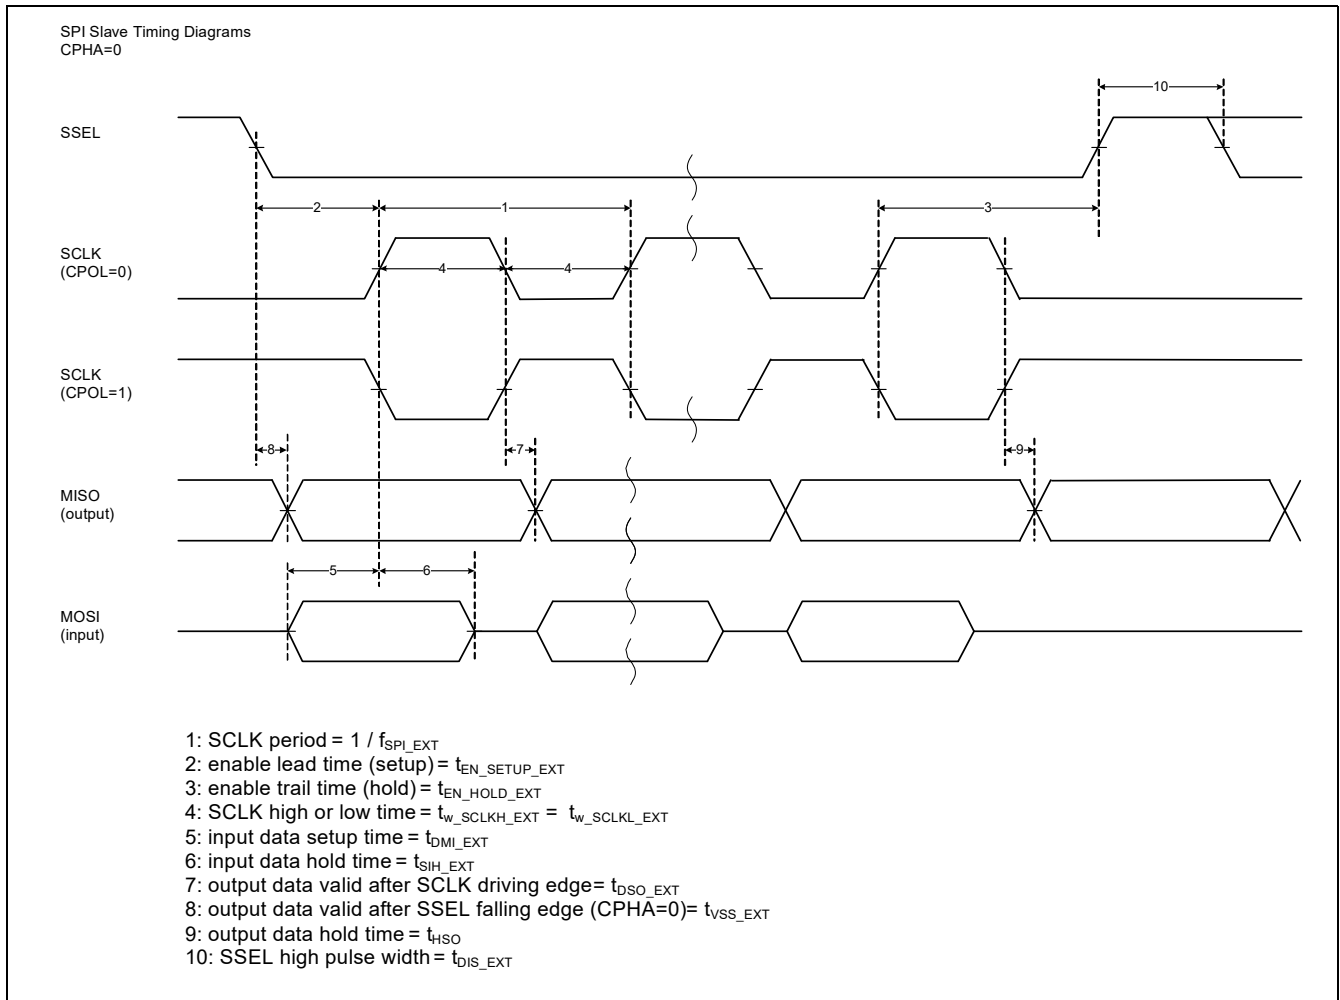 SPI Slave Timing Diagrams
CPHA=0
10
SSEL
2
1
3
SCLK
(CPOL=0)
4
4
SCLK
(CPOL=1)
8
7
9
MISO
(output)
5
6
MOSI
(input)
1: SCLK period = 1 / fSPI_EXT
2: enable lead time (setup) = tEN_SETUP_EXT
3: enable trail time (hold) = tEN_HOLD_EXT
4: SCLK high or low time = tw_SCLKH_EXT = tw_SCLKL_EXT
5: input data setup time = tDMI_EXT
6: input data hold time = tSIH_EXT
7: output data valid after SCLK driving edge= tDSO_EXT
8: output data valid after SSEL falling edge (CPHA=0)= tVSS_EXT
9: output data hold time = tHSO
10: SSEL high pulse width = tDIS_EXT